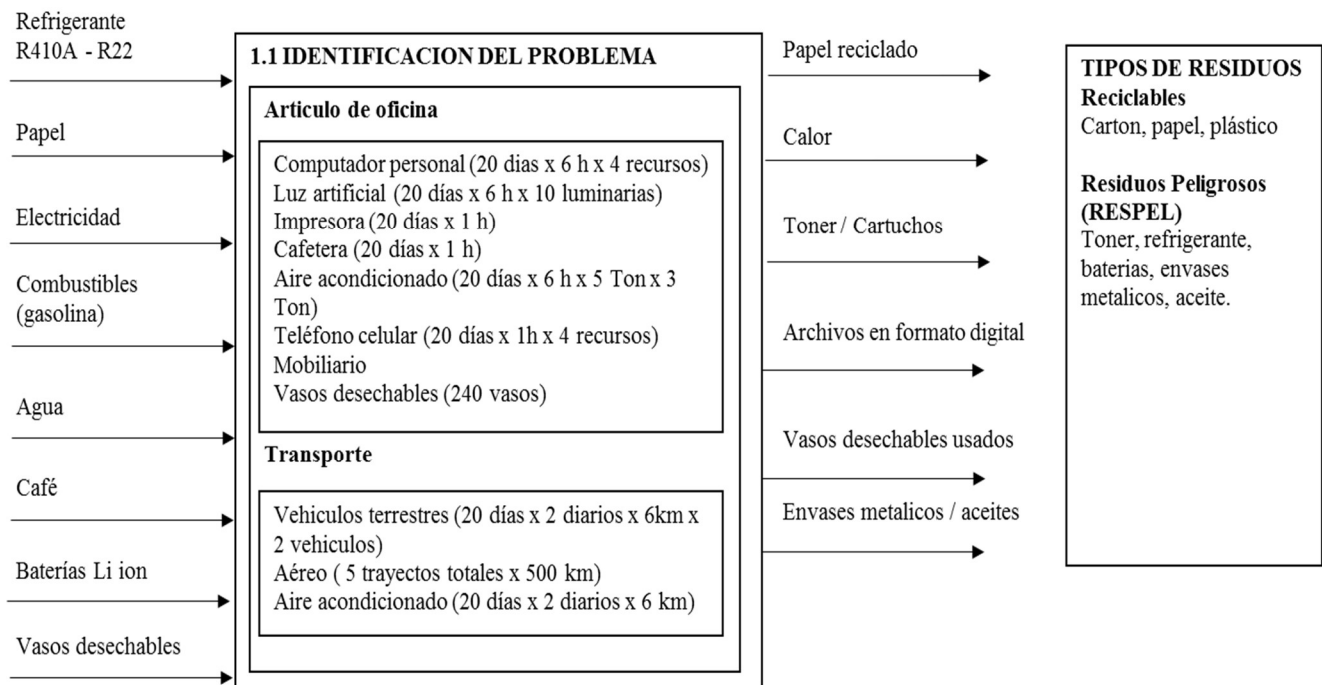 Refrigerante
R410A - R22
Papel
Electricidad
Combustibles
(gasolina)
Agua
Café
Baterías Li ion
Vasos desechables
1.1 IDENTIFICACION DEL PROBLEMA
Articulo de oficina
Computador personal (20 dias x 6 h x 4 recursos)
Luz artificial (20 días x 6 h x 10 luminarias)
Impresora (20 días x 1 h)
Cafetera (20 días x 1 h)
Aire acondicionado (20 días x 6 h x 5 Ton x 3
Ton)
Teléfono celular (20 días x 1h x 4 recursos)
Mobiliario
Vasos desechables (240 vasos)
Transporte
Vehiculos terrestres (20 días x 2 diarios x 6km x
2 vehiculos)
Aéreo ( 5 trayectos totales x 500 km)
Aire acondicionado (20 días x 2 diarios x 6 km)
Papel reciclado
Calor
Toner / Cartuchos
Archivos en formato digital
Vasos desechables usados
Envases metalicos / aceites
TIPOS DE RESIDUOS
Reciclables
Carton, papel, plástico
Residuos Peligrosos
(RESPEL)
Toner, refrigerante,
baterias, envases
metalicos, aceite.